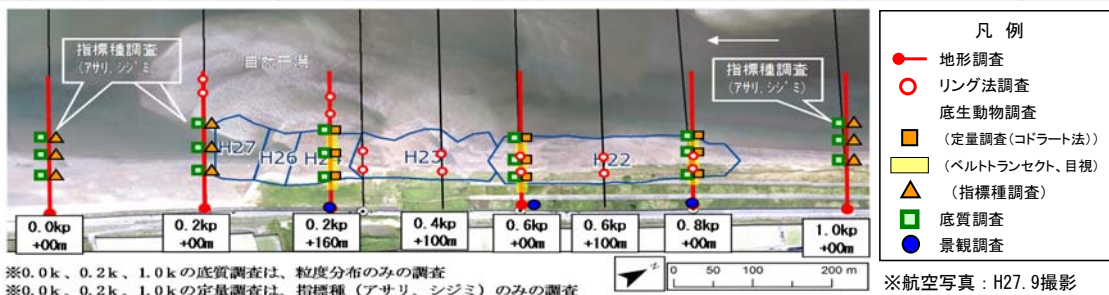 指標種調査
(アサリ、シジミ)
自然干潟
指標種調査
(アサリ、シジミ)
H27
H26
H23
H22
0.0kp
+00m
0.2kp
+00m
0.2kp
+160m
0.4kp
+100m
0.6kp
+00m
0.6kp
+100m
0.8kp
+00m
1.0kp
+00m
※0.0k、0.2k、1.0kの底質調査は、粒度分布のみの調査
※0.0k、0.2k、1.0kの定量調査は、指標種（アサリ、シジミ）のみの調査
0 50 100 200 m
凡 例
地形調査
リング法調査
底生動物調査
(定量調査(コドラート法))
(ベルトトランセクト、目視)
(指標種調査)
底質調査
景観調査
※航空写真：H27.9撮影